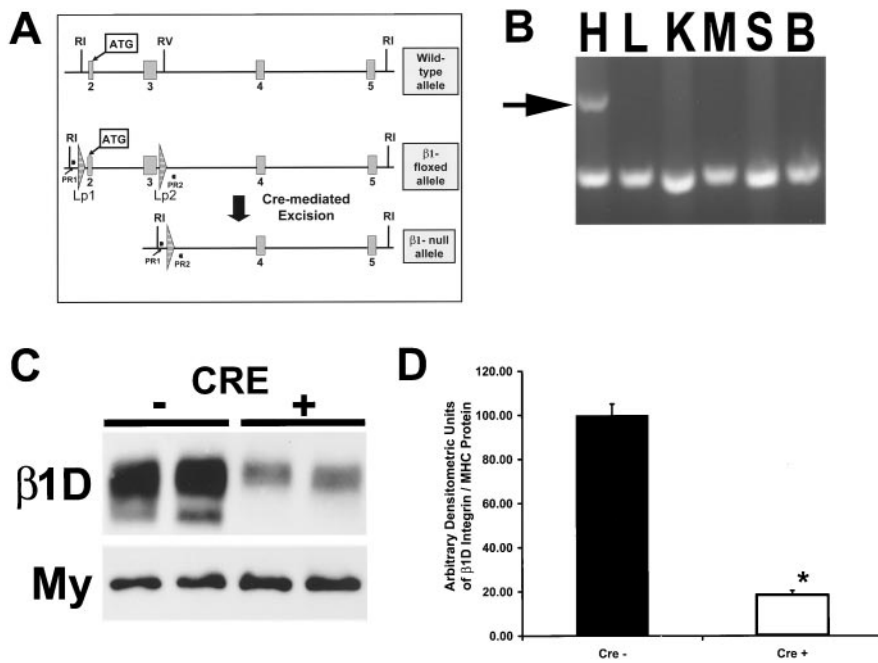 A
RI
ATG
RV
RI
2
3
4
5
Wild-
type
allele
RI
ATG
RI
PR1
2
3
PR2
4
5
Lp1
Lp2
β1-
floxed
allele
Cre-mediated
Excision
RI
RI
PR1
PR2
4
5
β1- null
allele
B
H L K M S B
C
CRE
- +
β1D
My
D
Arbitrary Densitometric Units
of β1D Integrin / MHC Protein
120.00
100.00
80.00
60.00
40.00
20.00
0.00
*
Cre -
Cre +